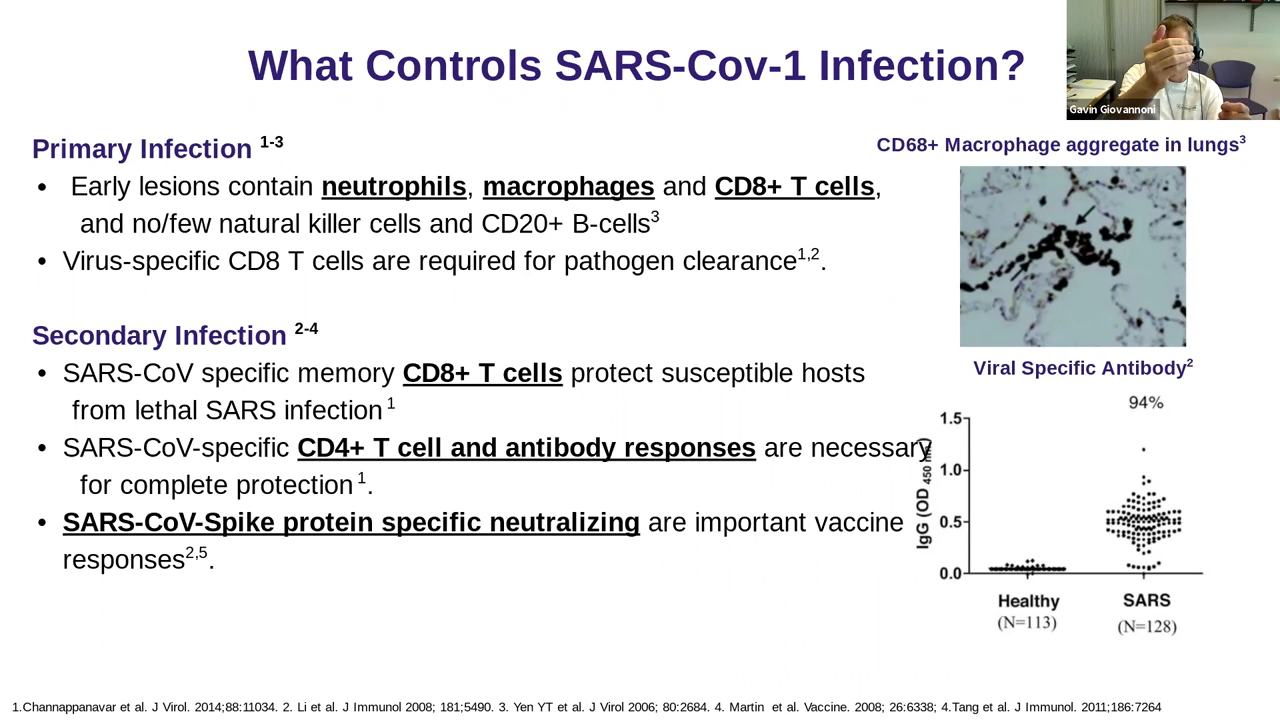 What Controls SARS-Cov-1 Infection?
Gavin Giovannoni
Primary Infection 1-3
• Early lesions contain neutrophils, macrophages and CD8+ T cells,
and no/few natural killer cells and CD20+ B-cells3
• Virus-specific CD8 T cells are required for pathogen clearance1,2.
Secondary Infection 2-4
• SARS-CoV specific memory CD8+ T cells protect susceptible hosts
from lethal SARS infection 1
• SARS-CoV-specific CD4+ T cell and antibody responses are necessary
for complete protection 1.
• SARS-CoV-Spike protein specific neutralizing are important vaccine
responses2,5.
CD68+ Macrophage aggregate in lungs3
Viral Specific Antibody2
94%
1.5
1.0
0.5
0.0
IgG (OD 450
Healthy
SARS
(N=113)
(N=128)
1.Channappanavar et al. J Virol. 2014;88:11034. 2. Li et al. J Immunol 2008; 181;5490. 3. Yen YT et al. J Virol 2006; 80:2684. 4. Martin et al. Vaccine. 2008; 26:6338; 4.Tang et al. J Immunol. 2011;186:7264